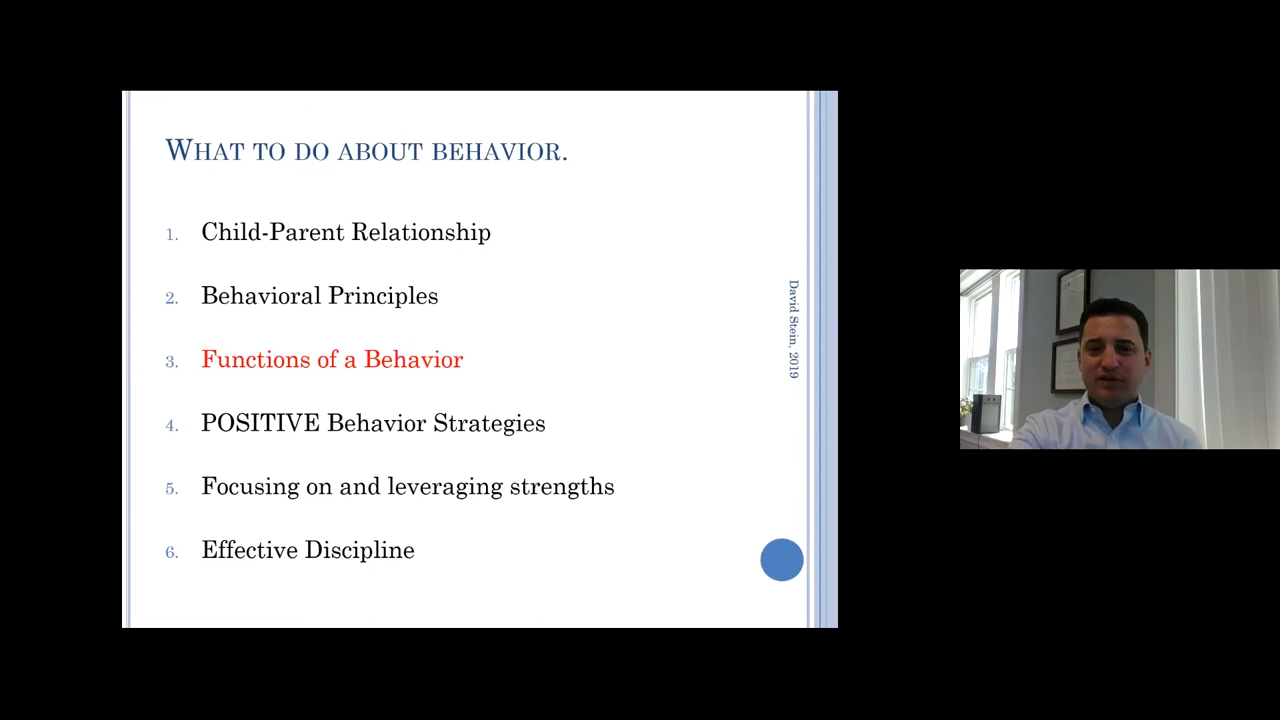 What to do about behavior.
1. Child-Parent Relationship
2. Behavioral Principles
3. Functions of a Behavior
4. POSITIVE Behavior Strategies
5. Focusing on and leveraging strengths
6. Effective Discipline
David Stein, 2019